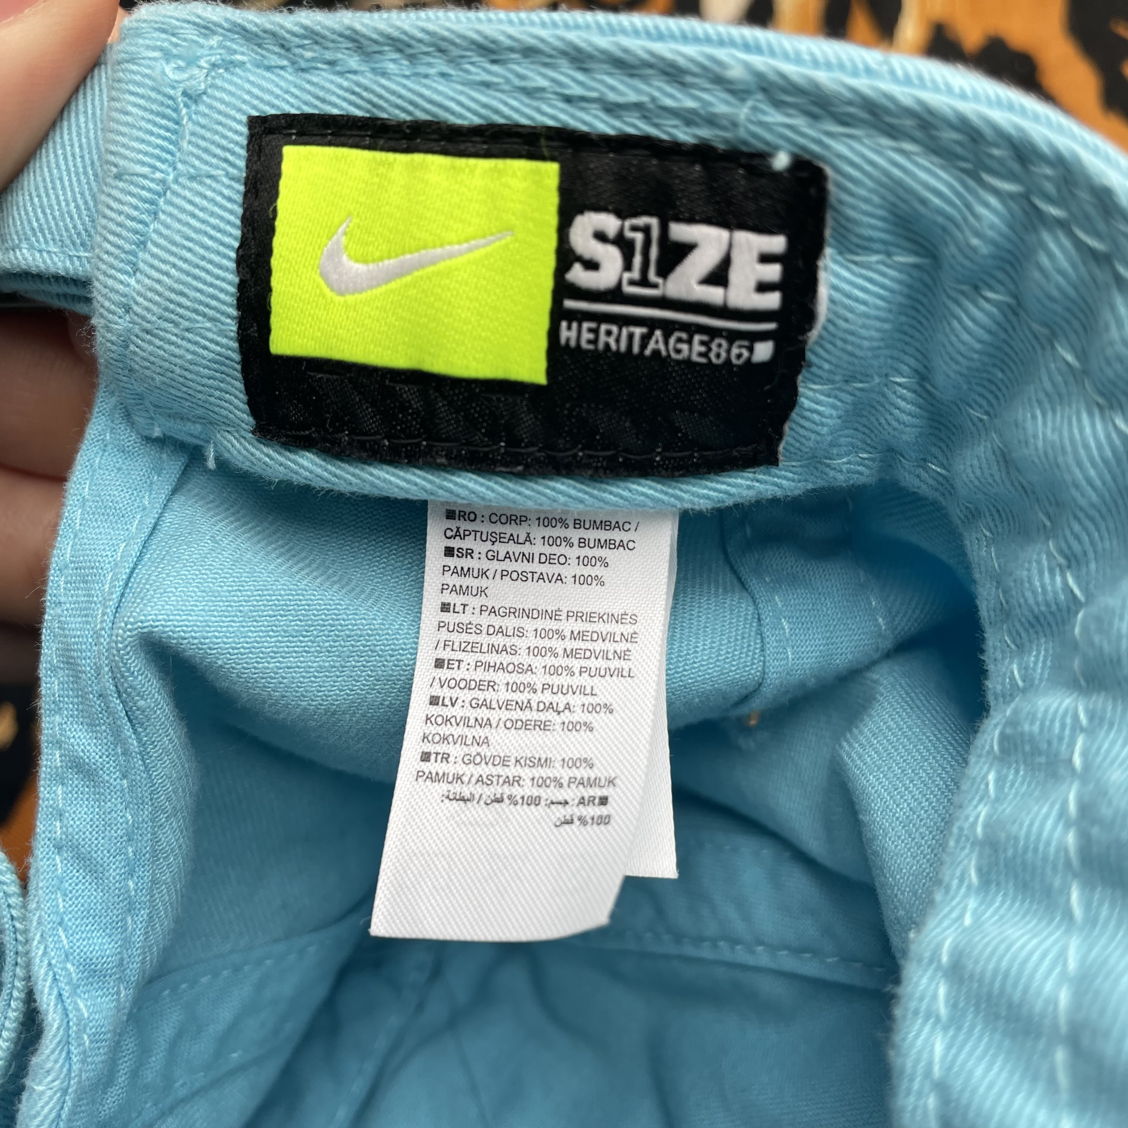 S1ZE
HERITAGE86
RO : CORP: 100% BUMBAC /
CĂPTUŞEALĂ: 100% BUMBAC
SR : GLAVNI DEO: 100%
PAMUK / POSTAVA: 100%
PAMUK
LT : PAGRINDINĖ PRIEKINĖS
PUSĖS DALIS: 100% MEDVILNĖ
/ FLIZELINAS: 100% MEDVILNĖ
ET : PIHAOSA: 100% PUUVILL
/ VOODER: 100% PUUVILL
LV : GALVENĀ DAĻA: 100%
KOKVILNA / ODERE: 100%
KOKVILNA
TR : GÖVDE KISMI: 100%
PAMUK / ASTAR: 100% PAMUK
AR: جسم: 100% قطن / البطانة:
100% قطن